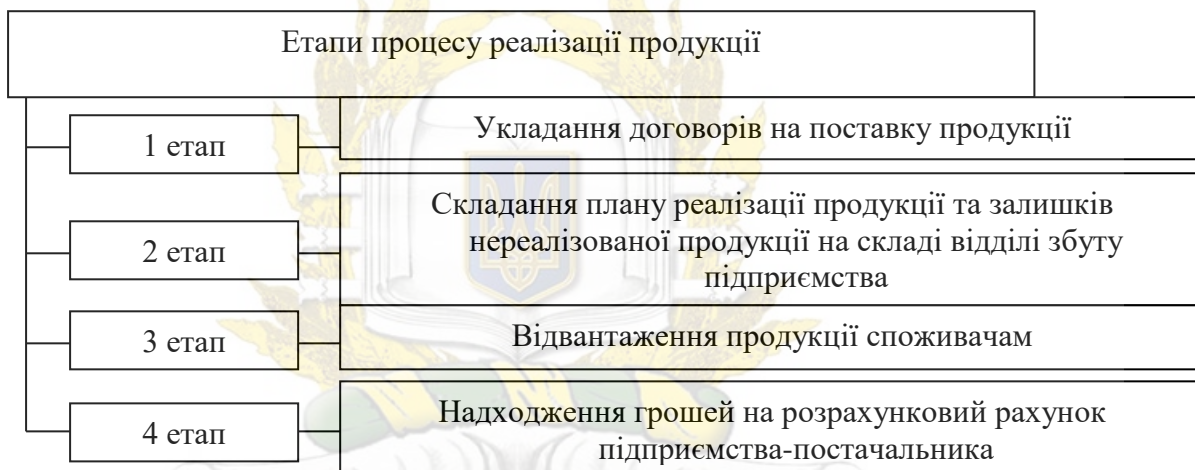 Етапи процесу реалізації продукції
1 етап
Укладання договорів на поставку продукції
2 етап
Складання плану реалізації продукції та залишків
нереалізованої продукції на складі відділі збуту
підприємства
3 етап
Відвантаження продукції споживачам
4 етап
Надходження грошей на розрахунковий рахунок
підприємства-постачальника